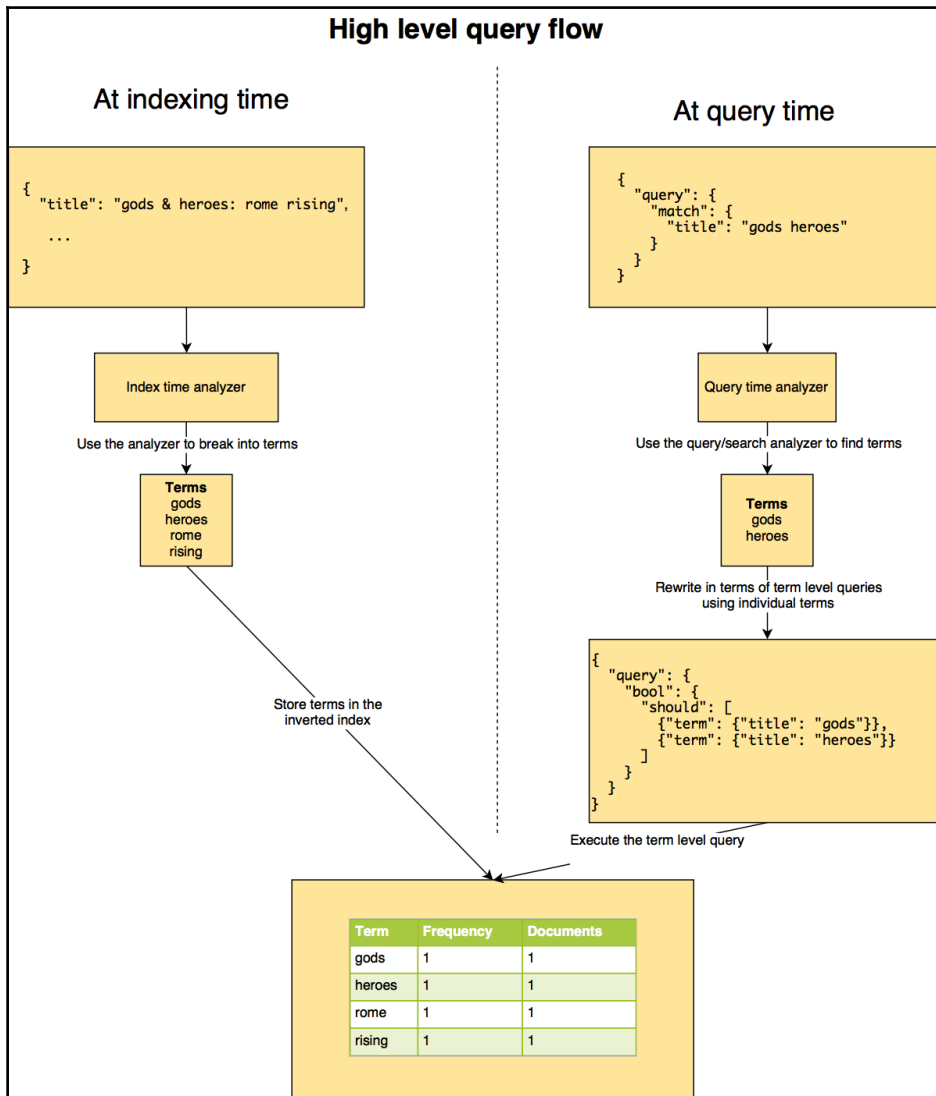 High level query flow
At indexing time
{
"title": "gods & heroes: rome rising",
...
}
Index time analyzer
Use the analyzer to break into terms
Terms
gods
heroes
rome
rising
Store terms in the
inverted index
At query time
{
"query": {
"match": {
"title": "gods heroes"
}
}
}
Query time analyzer
Use the query/search analyzer to find terms
Terms
gods
heroes
Rewrite in terms of term level queries
using individual terms
{
"query": {
"bool": {
"should": [
{"term": {"title": "gods"}},
{"term": {"title": "heroes"}}
]
}
}
}
Execute the term level query
Term Frequency Documents
gods 1 1
heroes 1 1
rome 1 1
rising 1 1